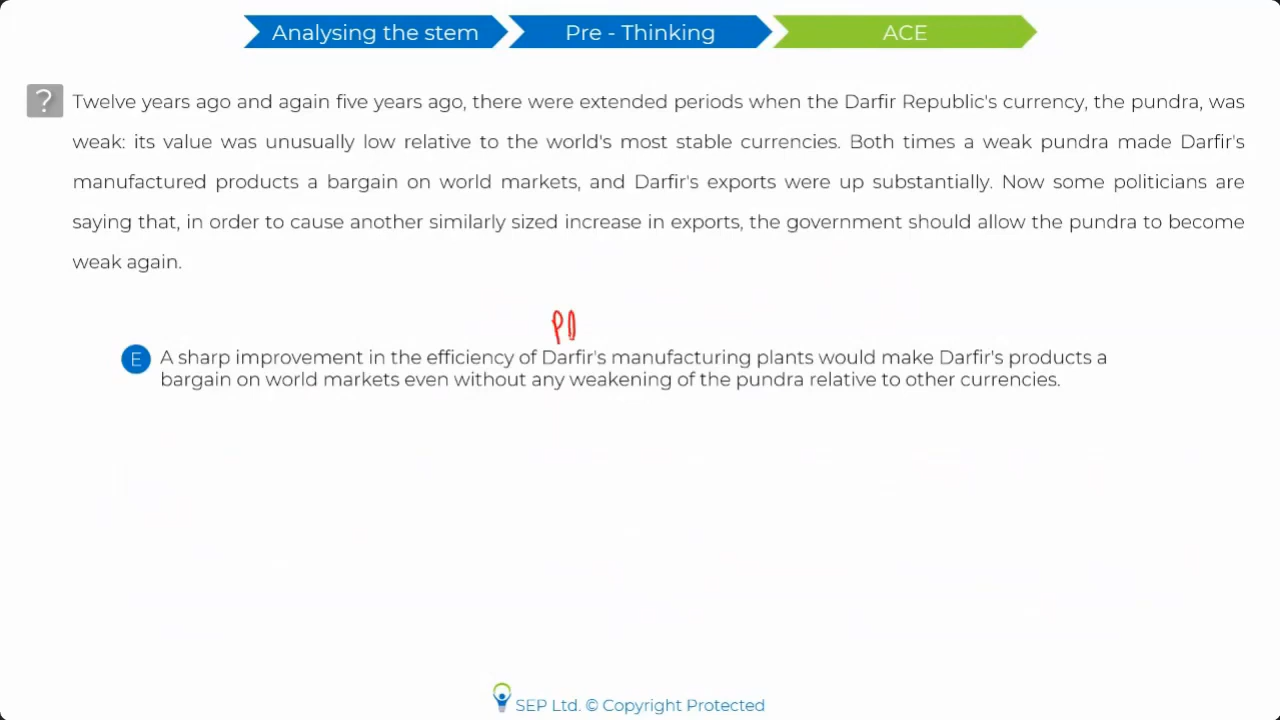 Analysing the stem
Pre - Thinking
ACE
?
Twelve years ago and again five years ago, there were extended periods when the Darfir Republic's currency, the pundra, was
weak: its value was unusually low relative to the world's most stable currencies. Both times a weak pundra made Darfir's
manufactured products a bargain on world markets, and Darfir's exports were up substantially. Now some politicians are
saying that, in order to cause another similarly sized increase in exports, the government should allow the pundra to become
weak again.
E
A sharp improvement in the efficiency of Darfir's manufacturing plants would make Darfir's products a
bargain on world markets even without any weakening of the pundra relative to other currencies.
SEP Ltd. © Copyright Protected